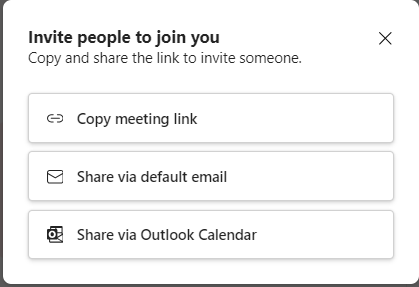 Invite people to join you
Copy and share the link to invite someone.
Copy meeting link
Share via default email
Share via Outlook Calendar